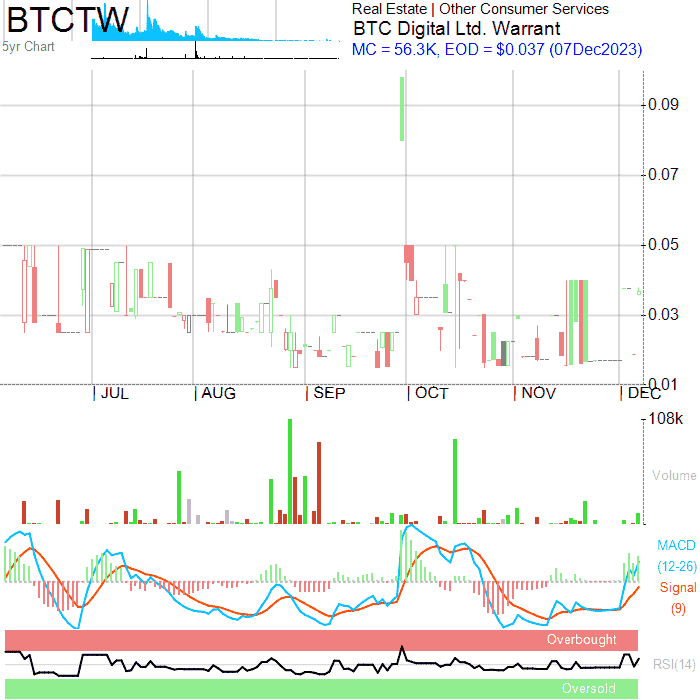 BTCTW
5yr Chart
Real Estate | Other Consumer Services
BTC Digital Ltd. Warrant
MC = 56.3K, EOD = $0.037 (07Dec2023)
0.09
0.07
0.05
0.03
0.01
JUL AUG SEP OCT NOV DEC
108k
Volume
MACD
(12-26)
Signal
(9)
Overbought
RSI(14)
Oversold